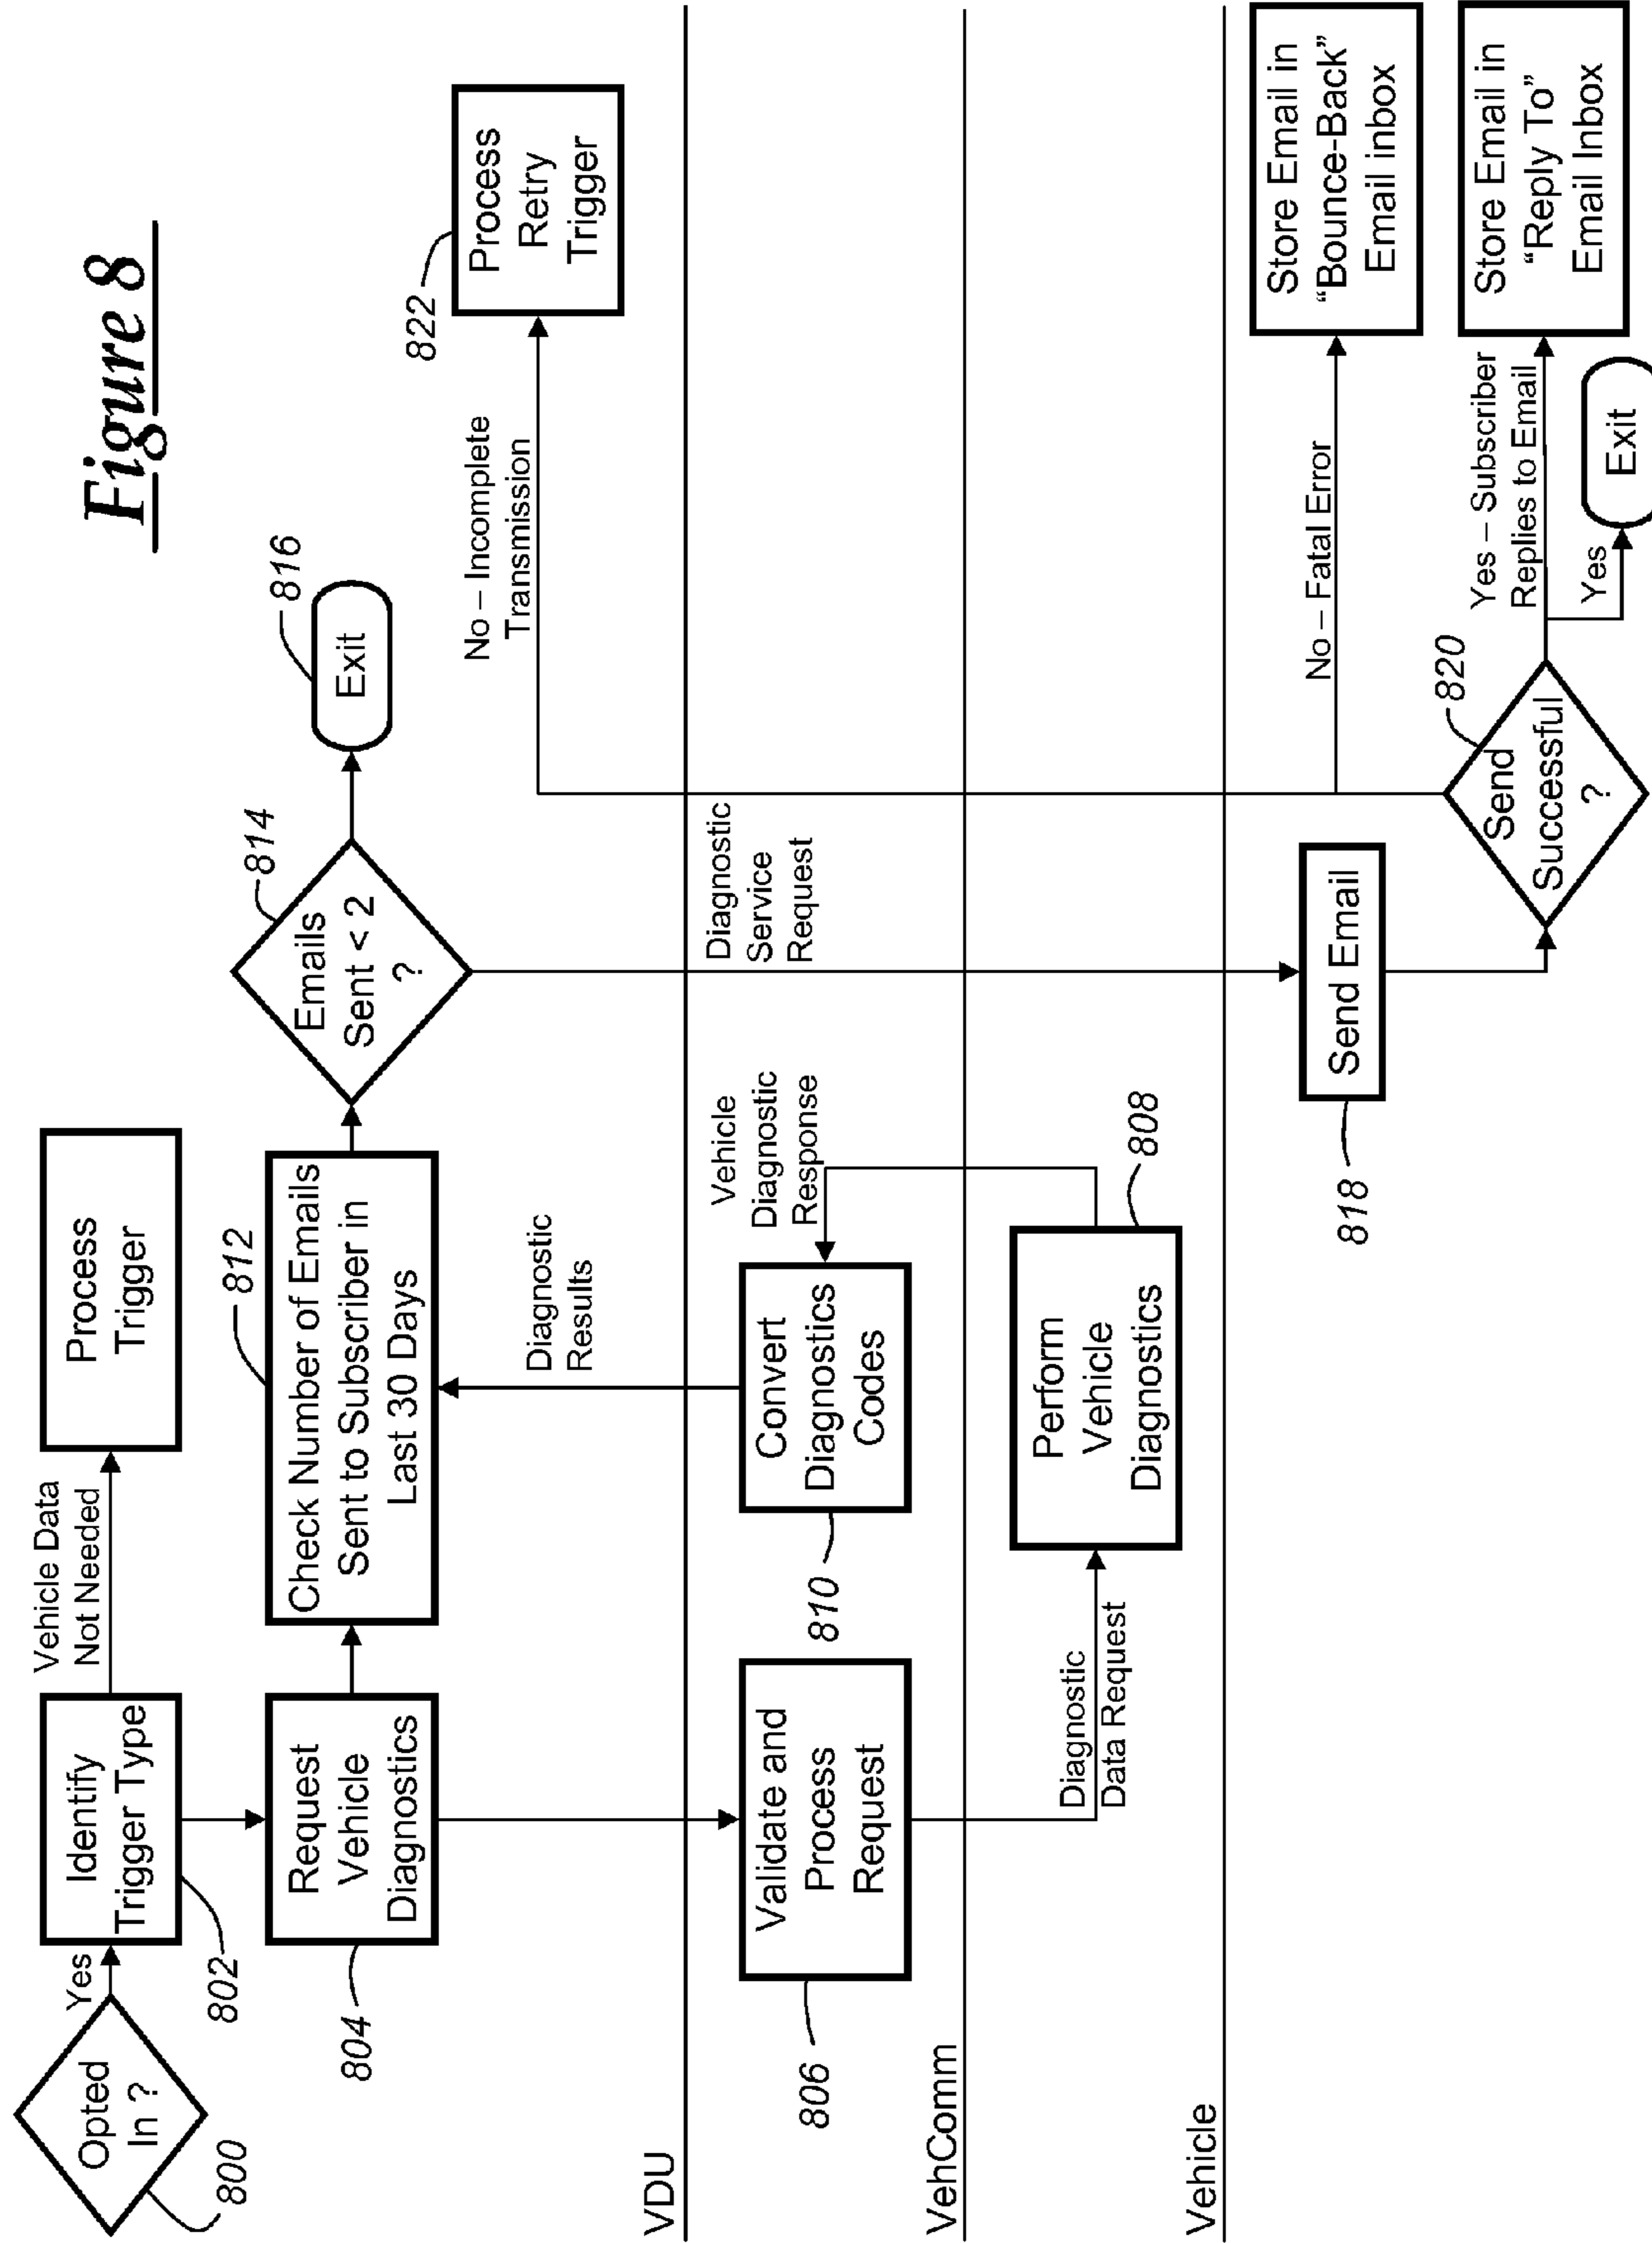 Figure 8
Opted
In ?
800
Yes
Identify
Trigger Type
802
Vehicle Data
Not Needed
Process
Trigger
Request
Vehicle
Diagnostics
804
Check Number of Emails
Sent to Subscriber in
Last 30 Days
812
Emails
Sent < 2
?
814
Exit
816
No – Incomplete
Transmission
Process
Retry
Trigger
822
VDU
Validate and
Process
Request
806
Diagnostic
Results
Convert
Diagnostics
Codes
810
Vehicle
Diagnostic
Response
Diagnostic
Service
Request
VehComm
Diagnostic
Data Request
Perform
Vehicle
Diagnostics
808
Vehicle
Send Email
818
Send
Successful
?
820
No – Fatal Error
Store Email in
“Bounce-Back”
Email inbox
Yes – Subscriber
Replies to Email
Store Email in
“Reply To”
Email Inbox
Yes
Exit